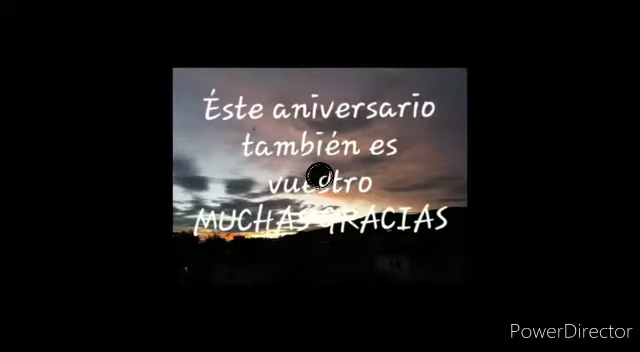 Éste aniversario
también es
vuestro
MUCHAS GRACIAS
PowerDirector